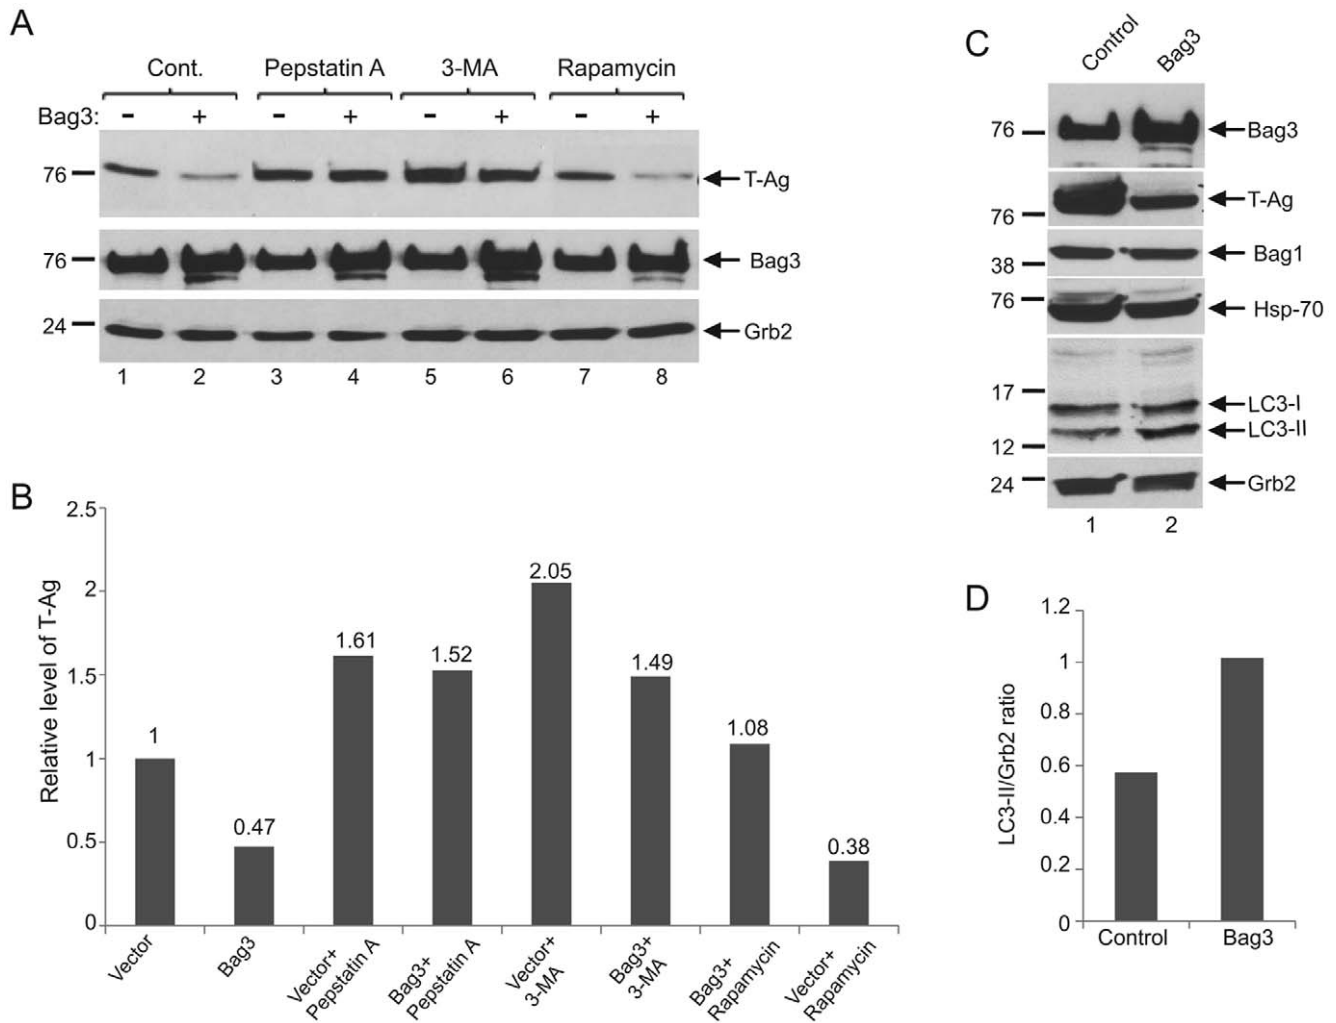 A
Cont. Pepstatin A 3-MA Rapamycin
Bag3: - + - + - + - +
76 T-Ag
76 Bag3
24 Grb2
1 2 3 4 5 6 7 8
B
Relative level of T-Ag
2.5
2
1.5
1
0.5
0
1
0.47
1.61
1.52
2.05
1.49
1.08
0.38
Vector
Bag3
Vector+
Pepstatin A
Bag3+
Pepstatin A
Vector+
3-MA
Bag3+
3-MA
Bag3+
Rapamycin
Vector+
Rapamycin
C
Control Bag3
76 Bag3
T-Ag
76
Bag1
38
76
Hsp-70
17
LC3-I
LC3-II
12
24 Grb2
1 2
D
LC3-II/Grb2 ratio
1.2
1
0.8
0.6
0.4
0.2
0
Control Bag3